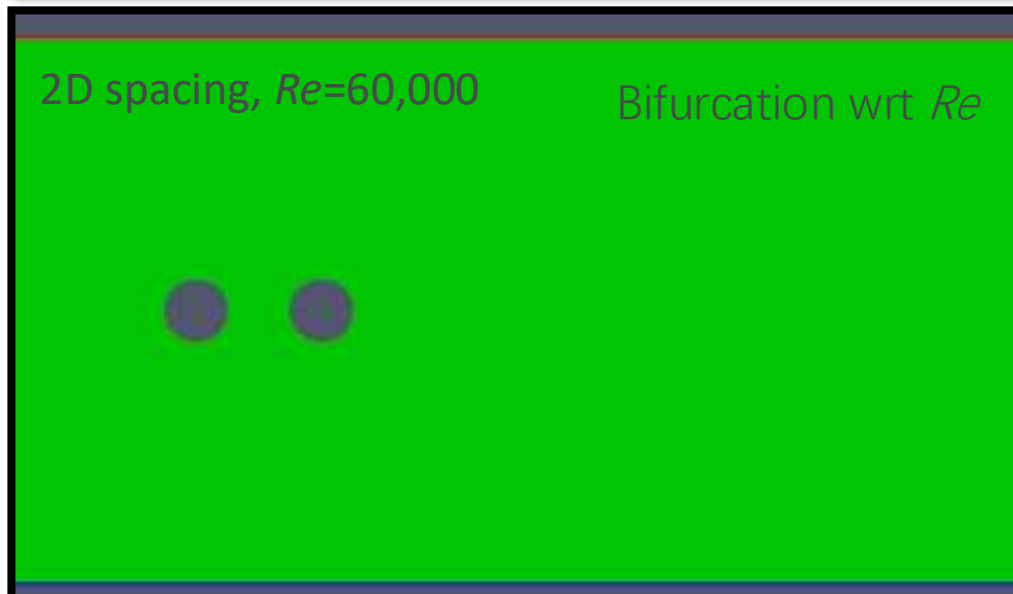 2D spacing, Re=60,000
Bifurcation wrt Re